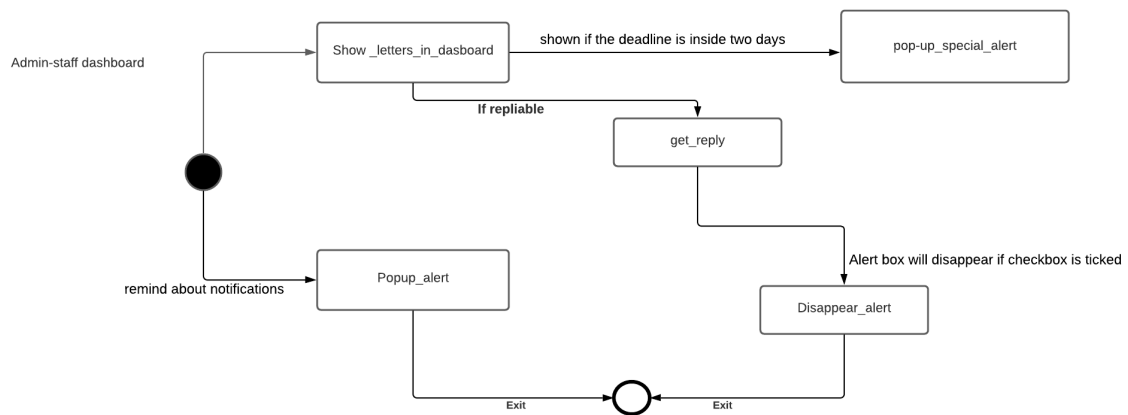 Show _letters_in_dasboard
shown if the deadline is inside two days
pop-up_special_alert
Admin-staff dashboard
If repliable
get_reply
Alert box will disappear if checkbox is ticked
Popup_alert
remind about notifications
Disappear_alert
Exit
Exit